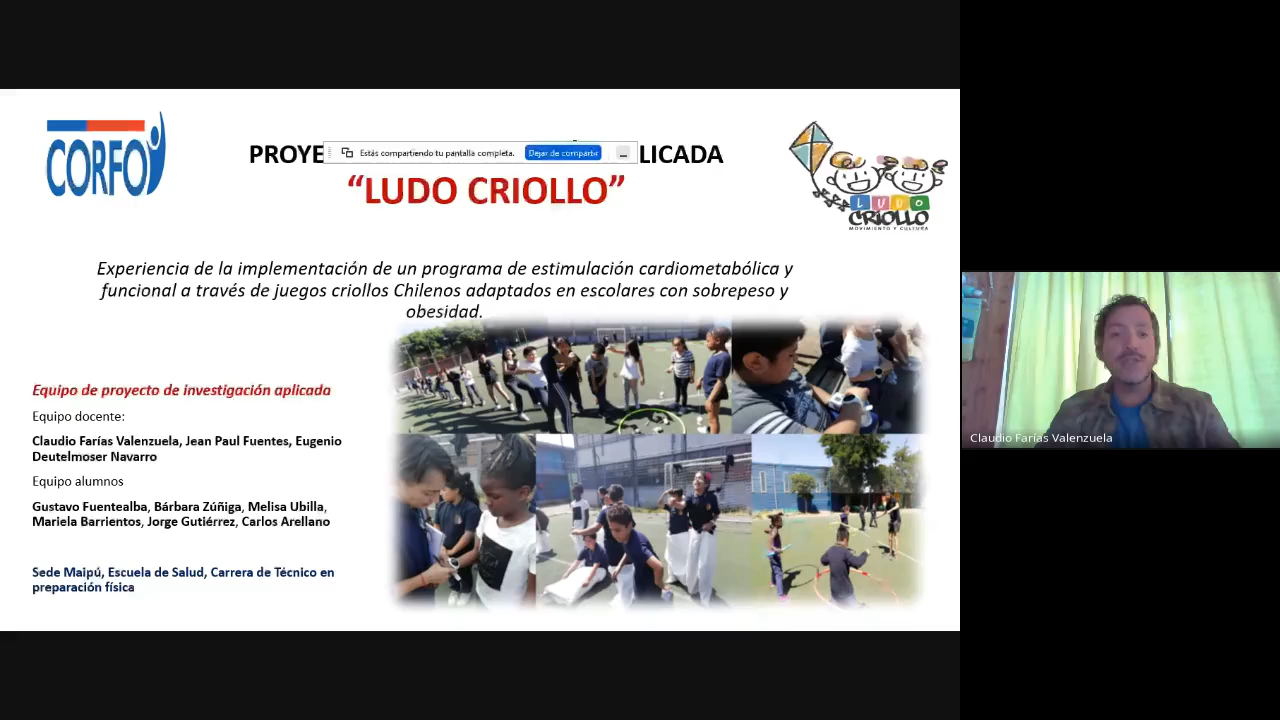 CORFO
PROYE
LICADA
Estás compartiendo tu pantalla completa.
Dejar de compartir
“LUDO CRIOLLO”
LUDO
CRIOLLO
MOVIMIENTO Y CULTURA
Experiencia de la implementación de un programa de estimulación cardiometabólica y
funcional a través de juegos criollos Chilenos adaptados en escolares con sobrepeso y
obesidad.
Equipo de proyecto de investigación aplicada
Equipo docente:
Claudio Farías Valenzuela, Jean Paul Fuentes, Eugenio
Deutelmoser Navarro
Equipo alumnos
Gustavo Fuentealba, Bárbara Zúñiga, Melisa Ubilla,
Mariela Barrientos, Jorge Gutiérrez, Carlos Arellano
Sede Maipú, Escuela de Salud, Carrera de Técnico en
preparación física
Claudio Farías Valenzuela